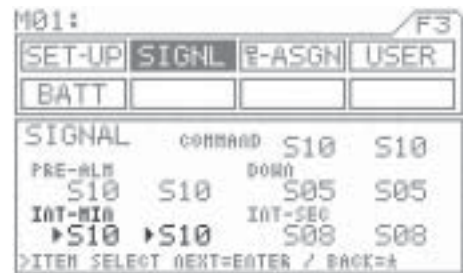 M01: F3
SET-UP SIGNL E-ASGN USER
BATT
SIGNAL COMMAND S10 S10
PRE-ALM DOWN
S10 S10 S05 S05
INT-MIN INT-SEC
▶S10 ▶S10 S08 S08
>ITEM SELECT NEXT=ENTER / BACK=